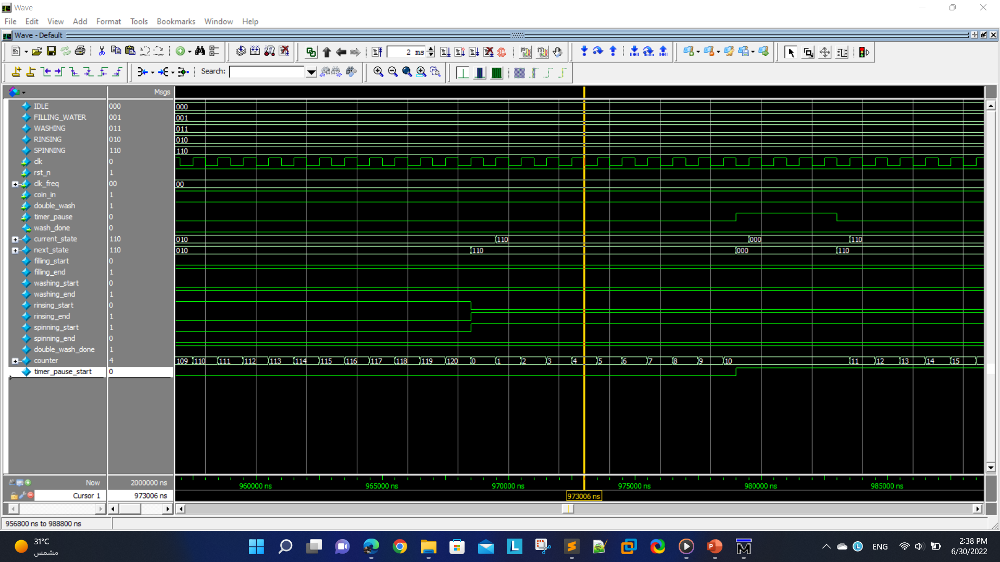 Wave
File Edit View Add Format Tools Bookmarks Window Help
Wave - Default
2 ms
Search:
Msgs
IDLE 000 000
FILLING_WATER 001 001
WASHING 011 011
RINSING 010 010
SPINNING 110 110
clk 0
rst_n 1
clk_freq 00 00
coin_in 1
double_wash 1
timer_pause 0
wash_done 0
current_state 110 010 110 000 110
next_state 110 010 110 000 110
filling_start 0
filling_end 1
washing_start 0
washing_end 1
rinsing_start 0
rinsing_end 1
spinning_start 1
spinning_end 0
double_wash_done 1
counter 4 109 110 111 112 113 114 115 116 117 118 119 120 0 1 2 3 4 5 6 7 8 9 10 11 12 13 14 15
timer_pause_start 0
Now 2000000 ns 960000 ns 965000 ns 970000 ns 975000 ns 980000 ns 985000 ns
Cursor 1 973006 ns 973006 ns
956800 ns to 988800 ns
31°C
مشمس
L
P
ENG
2:38 PM
6/30/2022